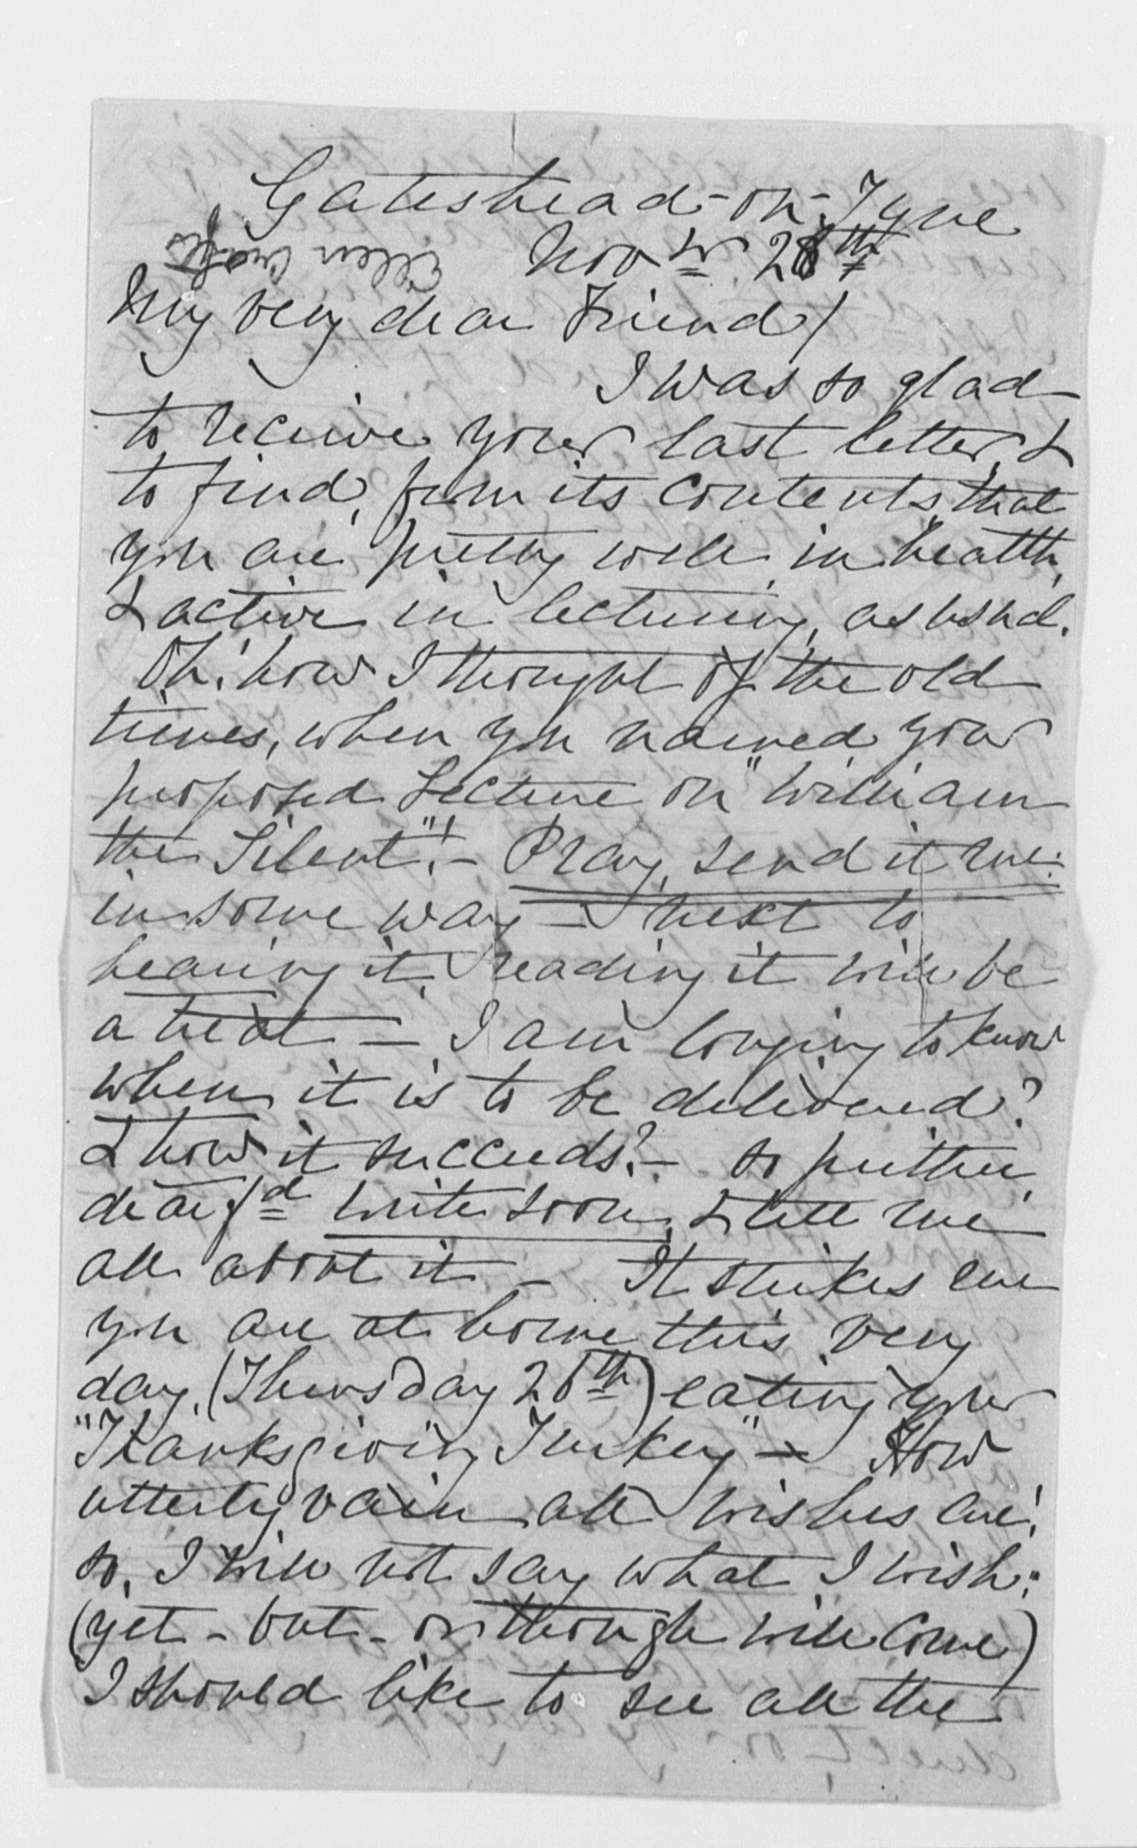 Gateshead-on-Tyne
Novr 28th
Ellen Crafts
My very dear Friend/
I was so glad
to receive your last letter, &
to find, from its contents, that
you are pretty well in health,
& active in lecturing, as usual.
Oh! how I thought of the old
times, when you named your
proposed Lecture on "William
the Silent"! - Pray, send it me:
in some way - next to
hearing it, reading it will be
a treat - I am longing to know
when it is to be delivered?
& how it succeeds? - so prithee,
dear fd write soon, & tell me
all about it - It strikes me
you are at home this very
day, (Thursday 28th) eating your
"Thanksgiving Turkey" - How
utterly vain all wishes are!
so, I will not say what I wish:
(yet - but - or though will come)
I should like to see all the